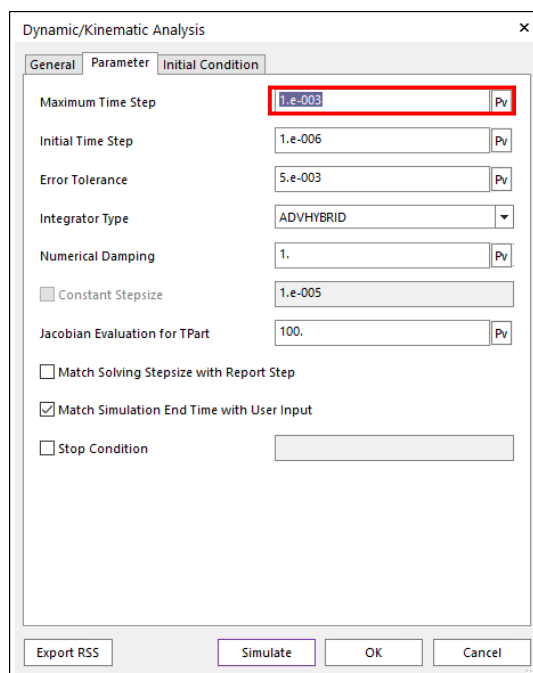 Dynamic/Kinematic Analysis
General Parameter Initial Condition
Maximum Time Step 1.e-003 Pv
Initial Time Step 1.e-006 Pv
Error Tolerance 5.e-003 Pv
Integrator Type ADVHYBRID
Numerical Damping 1. Pv
Constant Stepsize 1.e-005
Jacobian Evaluation for TPart 100. Pv
Match Solving Stepsize with Report Step
Match Simulation End Time with User Input
Stop Condition
Export RSS Simulate OK Cancel